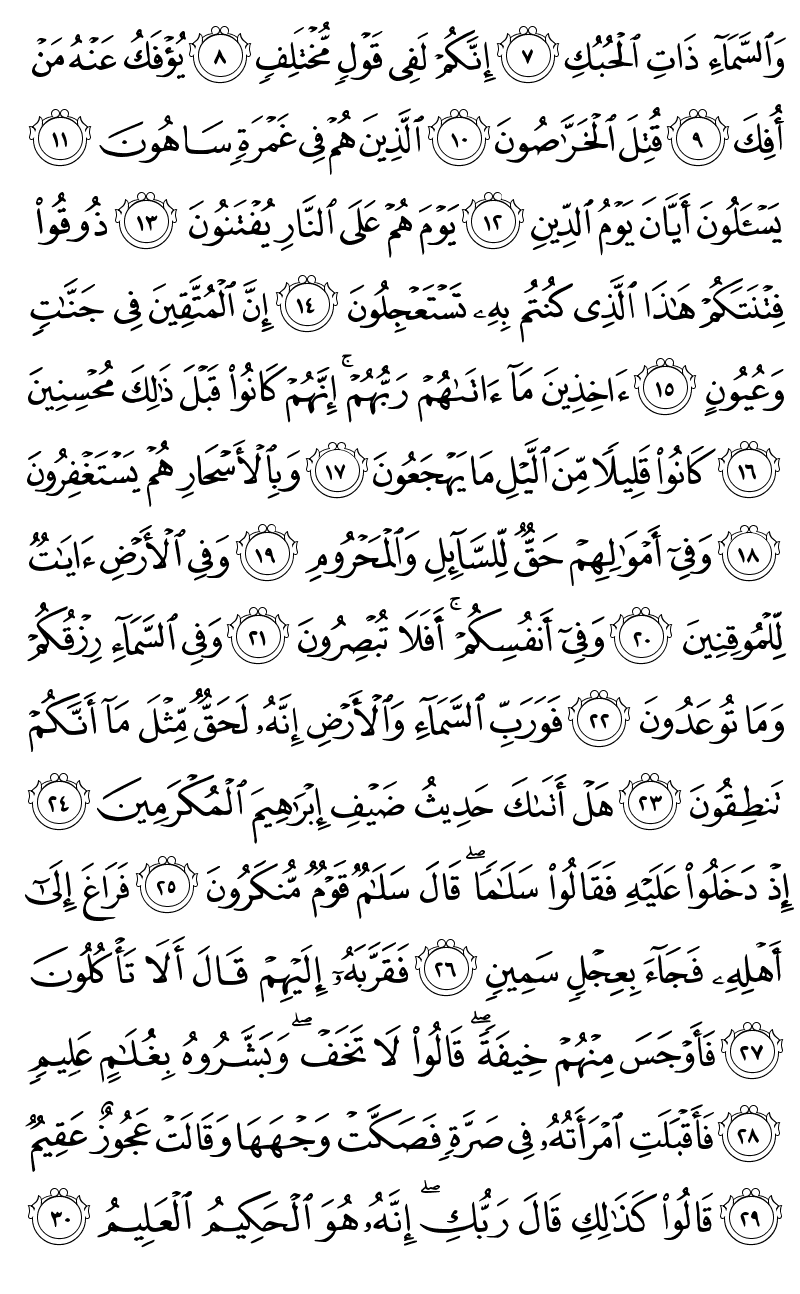 وَٱلسَّمَآءِ ذَاتِ ٱلْحُبُكِ ٧ إِنَّكُمْ لَفِى قَوْلٍ مُّخْتَلِفٍ ٨ يُؤْفَكُ عَنْهُ مَنْ
أُفِكَ ٩ قُتِلَ ٱلْخَرَّٰصُونَ ١٠ ٱلَّذِينَ هُمْ فِى غَمْرَةٍ سَاهُونَ ١١
يَسْـَٔلُونَ أَيَّانَ يَوْمُ ٱلدِّينِ ١٢ يَوْمَ هُمْ عَلَى ٱلنَّارِ يُفْتَنُونَ ١٣ ذُوقُوا۟
فِتْنَتَكُمْ هَـٰذَا ٱلَّذِى كُنتُم بِهِۦ تَسْتَعْجِلُونَ ١٤ إِنَّ ٱلْمُتَّقِينَ فِى جَنَّـٰتٍ
وَعُيُونٍ ١٥ ءَاخِذِينَ مَآ ءَاتَىٰهُمْ رَبُّهُمْ ۚ إِنَّهُمْ كَانُوا۟ قَبْلَ ذَٰلِكَ مُحْسِنِينَ
١٦ كَانُوا۟ قَلِيلًا مِّنَ ٱلَّيْلِ مَا يَهْجَعُونَ ١٧ وَبِٱلْأَسْحَارِ هُمْ يَسْتَغْفِرُونَ
١٨ وَفِىٓ أَمْوَٰلِهِمْ حَقٌّ لِّلسَّآئِلِ وَٱلْمَحْرُومِ ١٩ وَفِى ٱلْأَرْضِ ءَايَـٰتٌ
لِّلْمُوقِنِينَ ٢٠ وَفِىٓ أَنفُسِكُمْ ۚ أَفَلَا تُبْصِرُونَ ٢١ وَفِى ٱلسَّمَآءِ رِزْقُكُمْ
وَمَا تُوعَدُونَ ٢٢ فَوَرَبِّ ٱلسَّمَآءِ وَٱلْأَرْضِ إِنَّهُۥ لَحَقٌّ مِّثْلَ مَآ أَنَّكُمْ
تَنطِقُونَ ٢٣ هَلْ أَتَىٰكَ حَدِيثُ ضَيْفِ إِبْرَٰهِيمَ ٱلْمُكْرَمِينَ ٢٤
إِذْ دَخَلُوا۟ عَلَيْهِ فَقَالُوا۟ سَلَـٰمًا ۖ قَالَ سَلَـٰمٌ قَوْمٌ مُّنكَرُونَ ٢٥ فَرَاغَ إِلَىٰٓ
أَهْلِهِۦ فَجَآءَ بِعِجْلٍ سَمِينٍ ٢٦ فَقَرَّبَهُۥٓ إِلَيْهِمْ قَالَ أَلَا تَأْكُلُونَ
٢٧ فَأَوْجَسَ مِنْهُمْ خِيفَةً ۖ قَالُوا۟ لَا تَخَفْ ۖ وَبَشَّرُوهُ بِغُلَـٰمٍ عَلِيمٍ
٢٨ فَأَقْبَلَتِ ٱمْرَأَتُهُۥ فِى صَرَّةٍ فَصَكَّتْ وَجْهَهَا وَقَالَتْ عَجُوزٌ عَقِيمٌ
٢٩ قَالُوا۟ كَذَٰلِكِ قَالَ رَبُّكِ ۖ إِنَّهُۥ هُوَ ٱلْحَكِيمُ ٱلْعَلِيمُ ٣٠